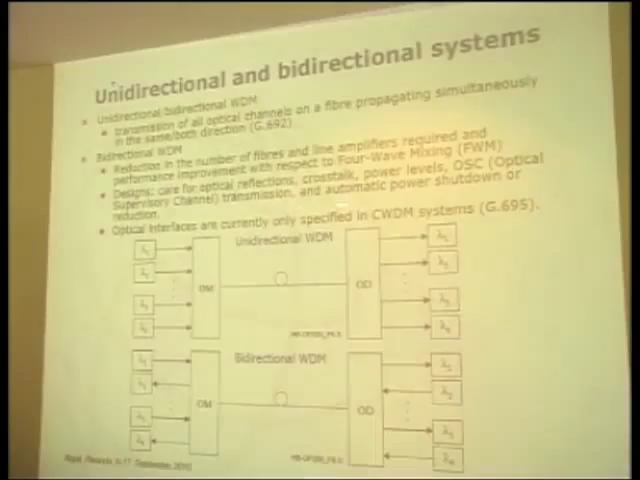 Unidirectional and bidirectional systems
Unidirectional/bidirectional WDM
transmission of all optical channels on a fibre propagating simultaneously
in the same/both direction (G.692)
Bidirectional WDM
Reduction in the number of fibres and line amplifiers required and
performance improvement with respect to Four-Wave Mixing (FWM)
Designs: care for optical reflections, crosstalk, power levels, OSC (Optical
Supervisory Channel) transmission, and automatic power shutdown or
reduction.
Optical Interfaces are currently only specified in CWDM systems (G.695).
Unidirectional WDM
OM
OD
Bidirectional WDM
OM
OD